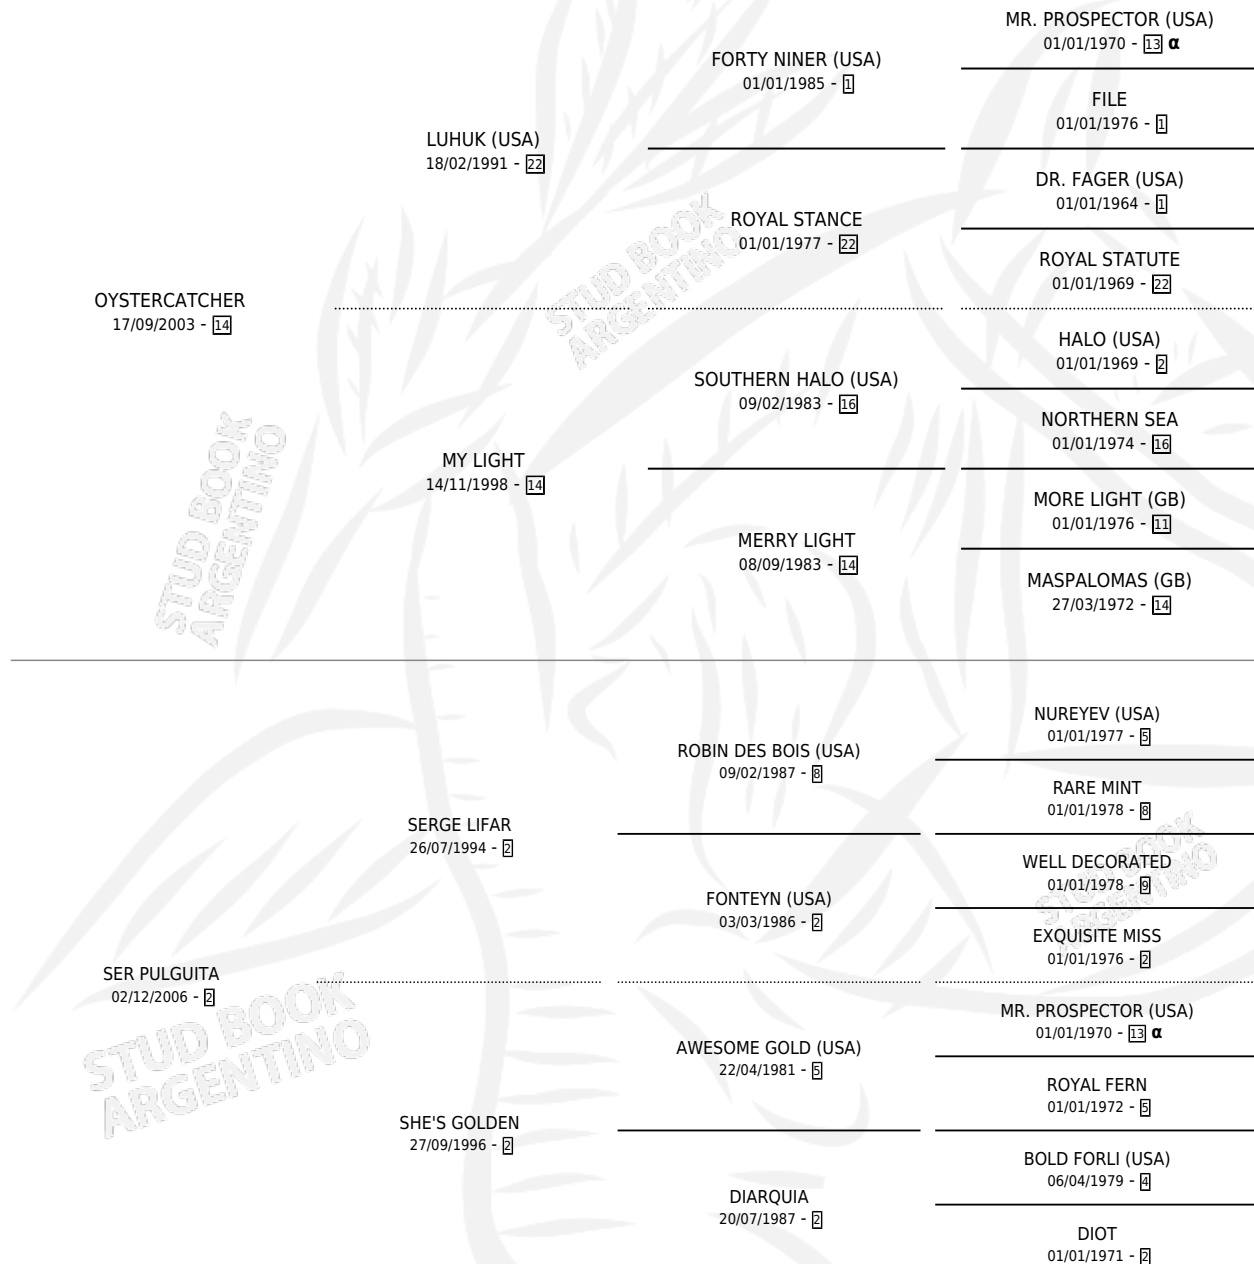 MR. PROSPECTOR (USA)
01/01/1970 - 13 α
FORTY NINER (USA)
01/01/1985 - 1
FILE
01/01/1976 - 1
LUHUK (USA)
18/02/1991 - 22
DR. FAGER (USA)
01/01/1964 - 1
ROYAL STANCE
01/01/1977 - 22
ROYAL STATUTE
01/01/1969 - 22
OYSTERCATCHER
17/09/2003 - 14
HALO (USA)
01/01/1969 - 2
SOUTHERN HALO (USA)
09/02/1983 - 16
NORTHERN SEA
01/01/1974 - 16
MY LIGHT
14/11/1998 - 14
MORE LIGHT (GB)
01/01/1976 - 11
MERRY LIGHT
08/09/1983 - 14
MASPALOMAS (GB)
27/03/1972 - 14
NUREYEV (USA)
01/01/1977 - 5
ROBIN DES BOIS (USA)
09/02/1987 - 8
RARE MINT
01/01/1978 - 8
SERGE LIFAR
26/07/1994 - 2
WELL DECORATED
01/01/1978 - 9
FONTEYN (USA)
03/03/1986 - 2
EXQUISITE MISS
01/01/1976 - 2
SER PULGUITA
02/12/2006 - 2
MR. PROSPECTOR (USA)
01/01/1970 - 13 α
AWESOME GOLD (USA)
22/04/1981 - 5
ROYAL FERN
01/01/1972 - 5
SHE'S GOLDEN
27/09/1996 - 2
BOLD FORLI (USA)
06/04/1979 - 4
DIARQUIA
20/07/1987 - 2
DIOT
01/01/1971 - 2
STUD BOOK
ARGENTINO
STUD BOOK
ARGENTINO
STUD BOOK
ARGENTINO
STUD BOOK
ARGENTINO